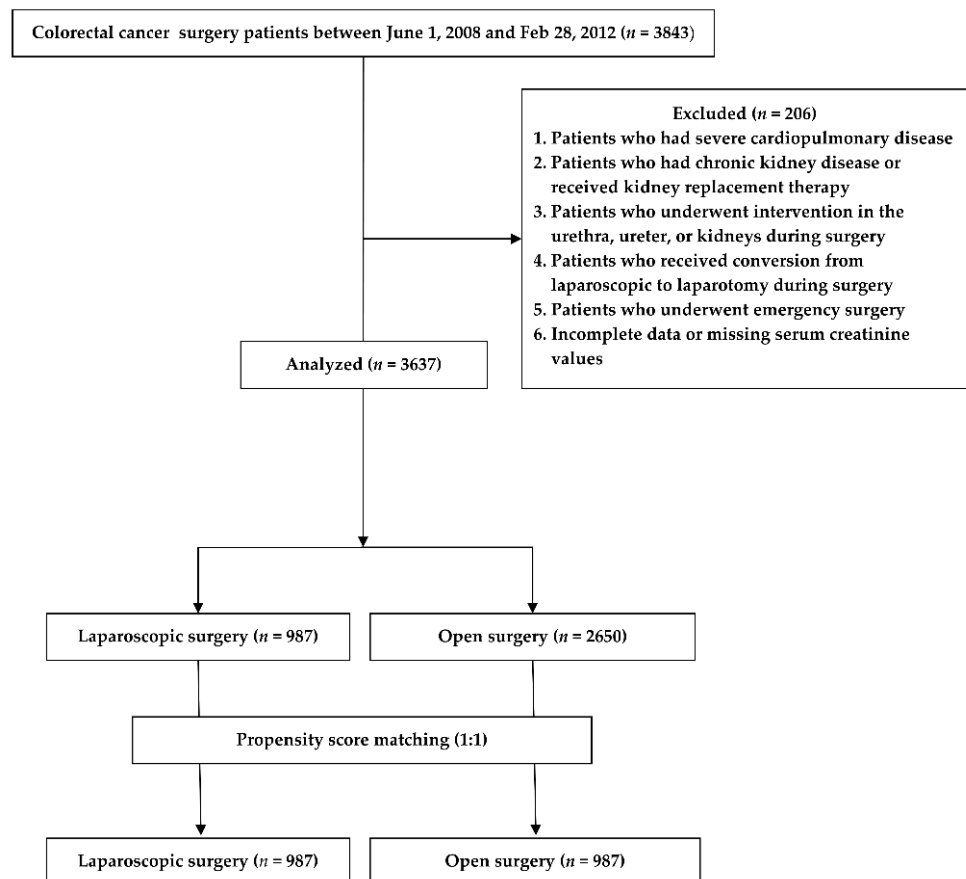 Colorectal cancer surgery patients between June 1, 2008 and Feb 28, 2012 (n = 3843)
Excluded (n = 206)
1. Patients who had severe cardiopulmonary disease
2. Patients who had chronic kidney disease or
received kidney replacement therapy
3. Patients who underwent intervention in the
urethra, ureter, or kidneys during surgery
4. Patients who received conversion from
laparoscopic to laparotomy during surgery
5. Patients who underwent emergency surgery
6. Incomplete data or missing serum creatinine
values
Analyzed (n = 3637)
Laparoscopic surgery (n = 987)
Open surgery (n = 2650)
Propensity score matching (1:1)
Laparoscopic surgery (n = 987)
Open surgery (n = 987)